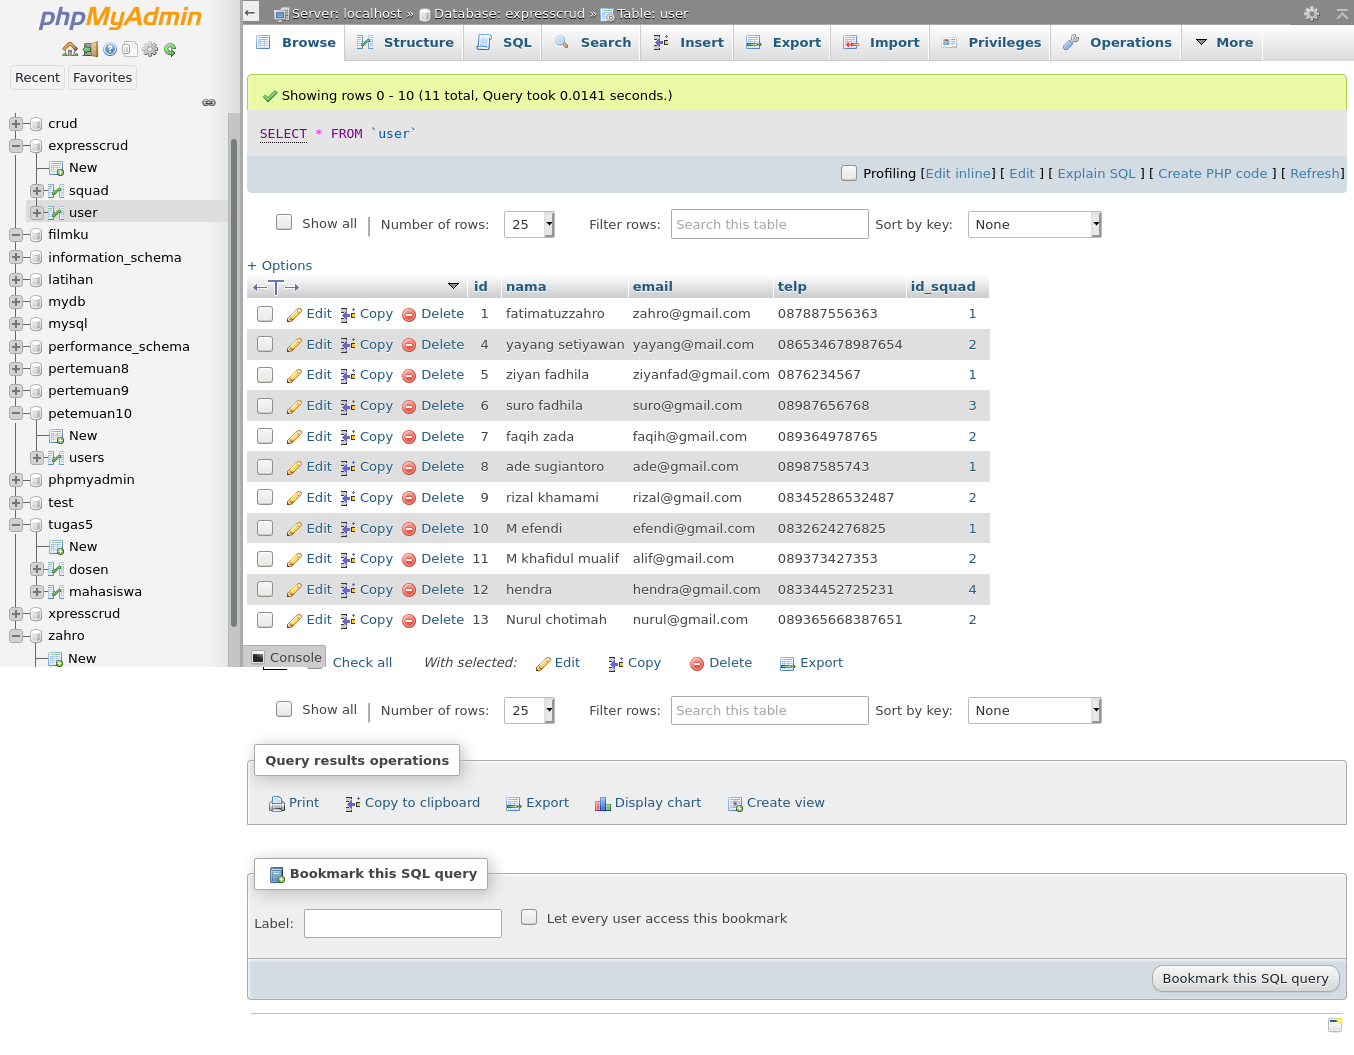 phpMyAdmin
Recent Favorites
crud
expresscrud
New
squad
user
filmku
information_schema
latihan
mydb
mysql
performance_schema
pertemuan8
pertemuan9
petemuan10
New
users
phpmyadmin
test
tugas5
New
dosen
mahasiswa
xpresscrud
zahro
New
Server: localhost » Database: expresscrud » Table: user
Browse Structure SQL Search Insert Export Import Privileges Operations More
Showing rows 0 - 10 (11 total, Query took 0.0141 seconds.)
SELECT * FROM `user`
Profiling [Edit inline] [ Edit ] [ Explain SQL ] [ Create PHP code ] [ Refresh]
Show all | Number of rows: 25 Filter rows: Search this table Sort by key: None
+ Options
←T→ id nama email telp id_squad
Edit Copy Delete 1 fatimatuzzahro zahro@gmail.com 087887556363 1
Edit Copy Delete 4 yayang setiyawan yayang@mail.com 086534678987654 2
Edit Copy Delete 5 ziyan fadhila ziyanfad@gmail.com 0876234567 1
Edit Copy Delete 6 suro fadhila suro@gmail.com 08987656768 3
Edit Copy Delete 7 faqih zada faqih@gmail.com 089364978765 2
Edit Copy Delete 8 ade sugiantoro ade@gmail.com 08987585743 1
Edit Copy Delete 9 rizal khamami rizal@gmail.com 08345286532487 2
Edit Copy Delete 10 M efendi efendi@gmail.com 0832624276825 1
Edit Copy Delete 11 M khafidul mualif alif@gmail.com 089373427353 2
Edit Copy Delete 12 hendra hendra@gmail.com 08334452725231 4
Edit Copy Delete 13 Nurul chotimah nurul@gmail.com 089365668387651 2
Console Check all With selected: Edit Copy Delete Export
Show all | Number of rows: 25 Filter rows: Search this table Sort by key: None
Query results operations
Print Copy to clipboard Export Display chart Create view
Bookmark this SQL query
Label: Let every user access this bookmark
Bookmark this SQL query